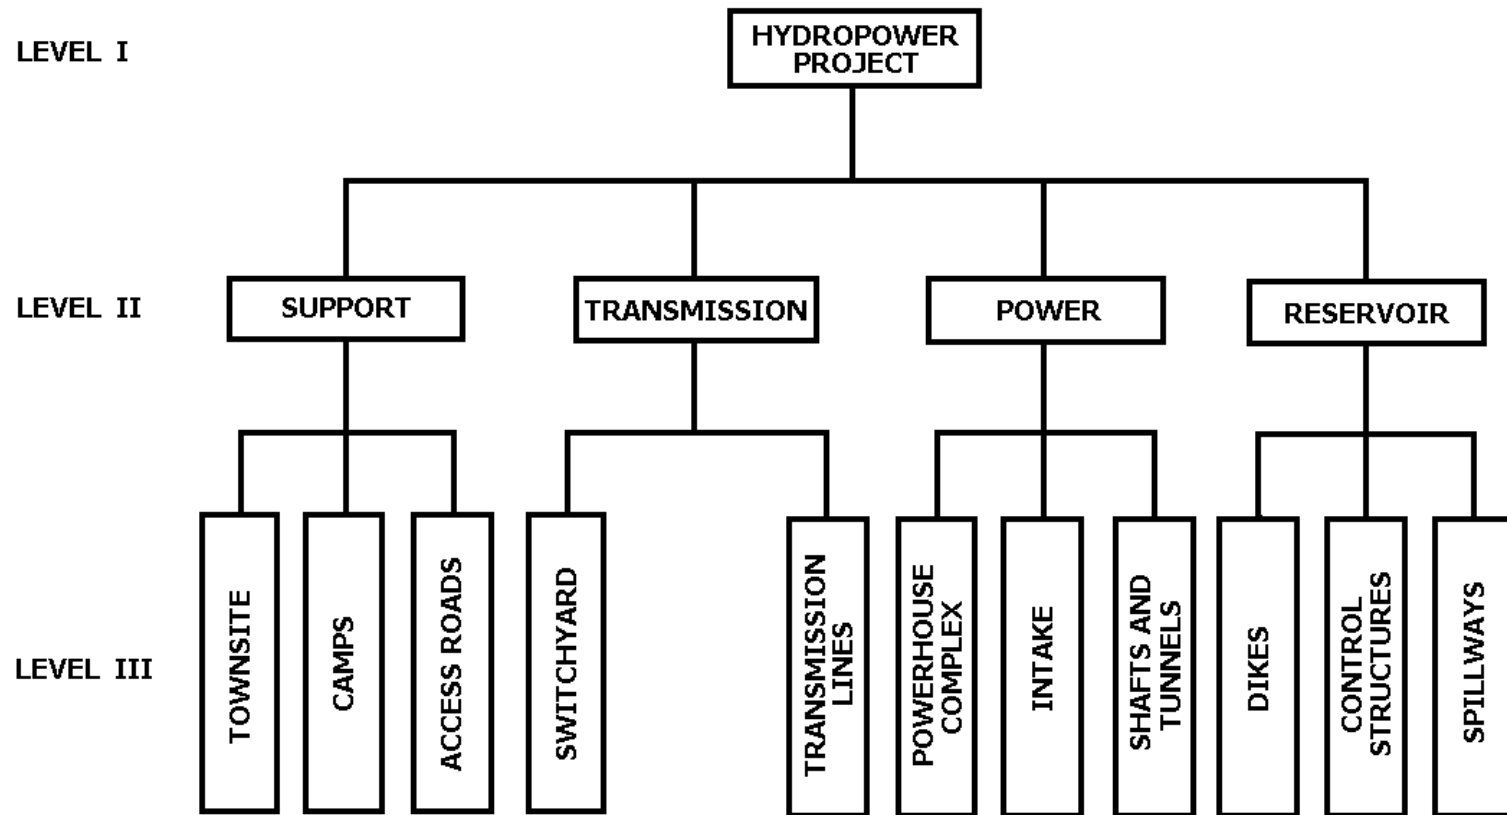 LEVEL I
HYDROPOWER
PROJECT
LEVEL II
SUPPORT
TRANSMISSION
POWER
RESERVOIR
LEVEL III
TOWNSITE
CAMPS
ACCESS ROADS
SWITCHYARD
TRANSMISSION
LINES
POWERHOUSE
COMPLEX
INTAKE
SHAFTS AND
TUNNELS
DIKES
CONTROL
STRUCTURES
SPILLWAYS